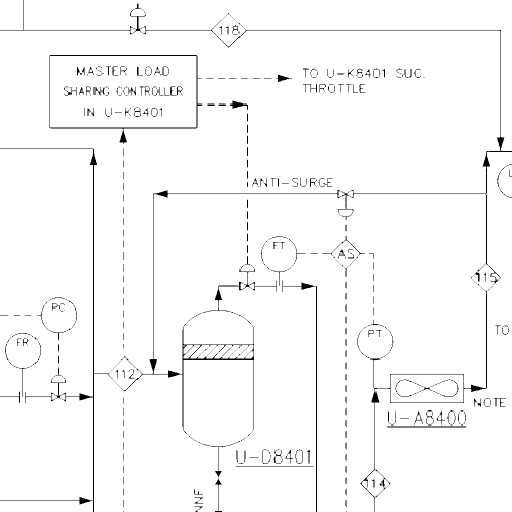 118
MASTER LOAD
SHARING CONTROLLER
IN U-K8401
TO U-K8401 SUC.
THROTTLE
ANTI-SURGE
FT
AS
115
PC
FR
PT
TO
112
NOTE
U-A8400
U-D8401
114
NNF